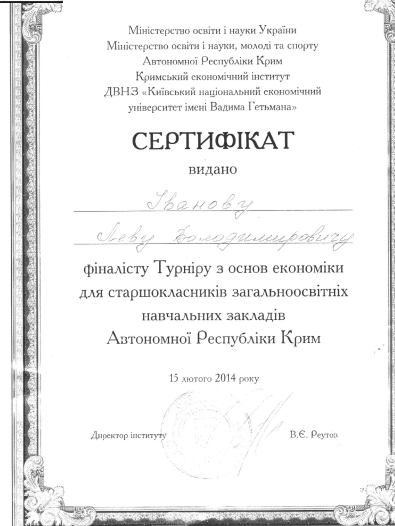 Міністерство освіти і науки України
Міністерство освіти і науки, молоді та спорту
Автономної Республіки Крим
Кримський економічний інститут
ДВНЗ «Київський національний економічний
університет імені Вадима Гетьмана»
СЕРТИФІКАТ
видано
Іванову
Леву Володимировичу
фіналісту Турніру з основ економіки
для старшокласників загальноосвітніх
навчальних закладів
Автономної Республіки Крим
15 лютого 2014 року
Директор інституту В.Є. Реутов